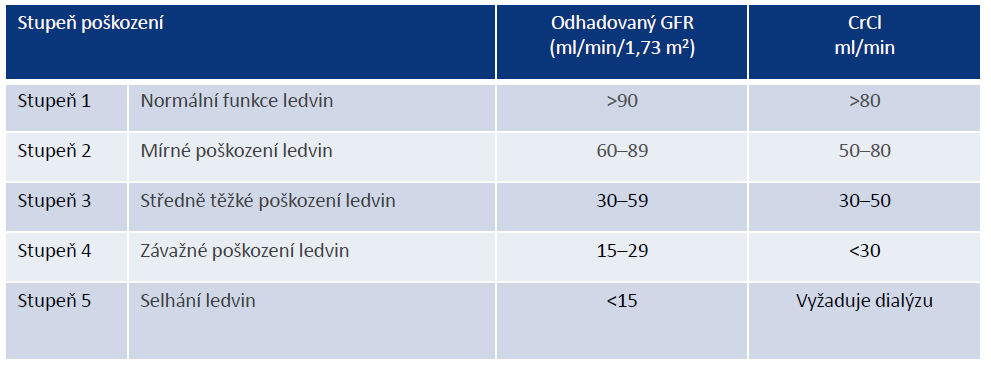 Stupeň poškození
Odhadovaný GFR
(ml/min/1,73 m²)
CrCl
ml/min
Stupeň 1 Normální funkce ledvin >90 >80
Stupeň 2 Mírné poškození ledvin 60–89 50–80
Stupeň 3 Středně těžké poškození ledvin 30–59 30–50
Stupeň 4 Závažné poškození ledvin 15–29 <30
Stupeň 5 Selhání ledvin <15 Vyžaduje dialýzu